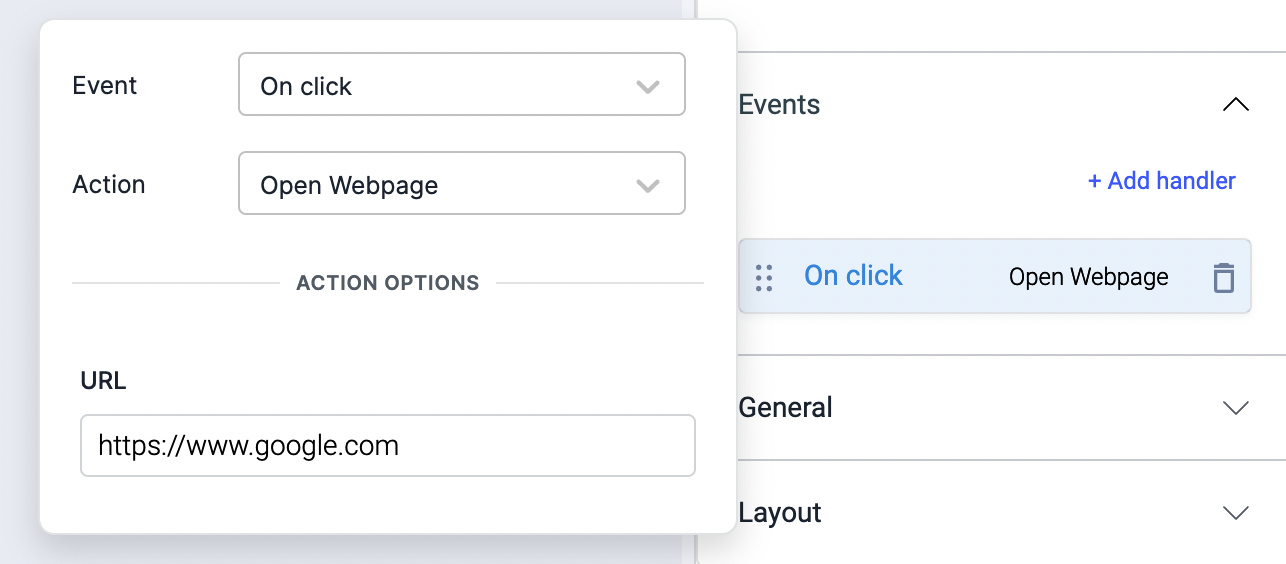 Event
On click
Action
Open Webpage
ACTION OPTIONS
URL
https://www.google.com
Events
+ Add handler
On click
Open Webpage
General
Layout